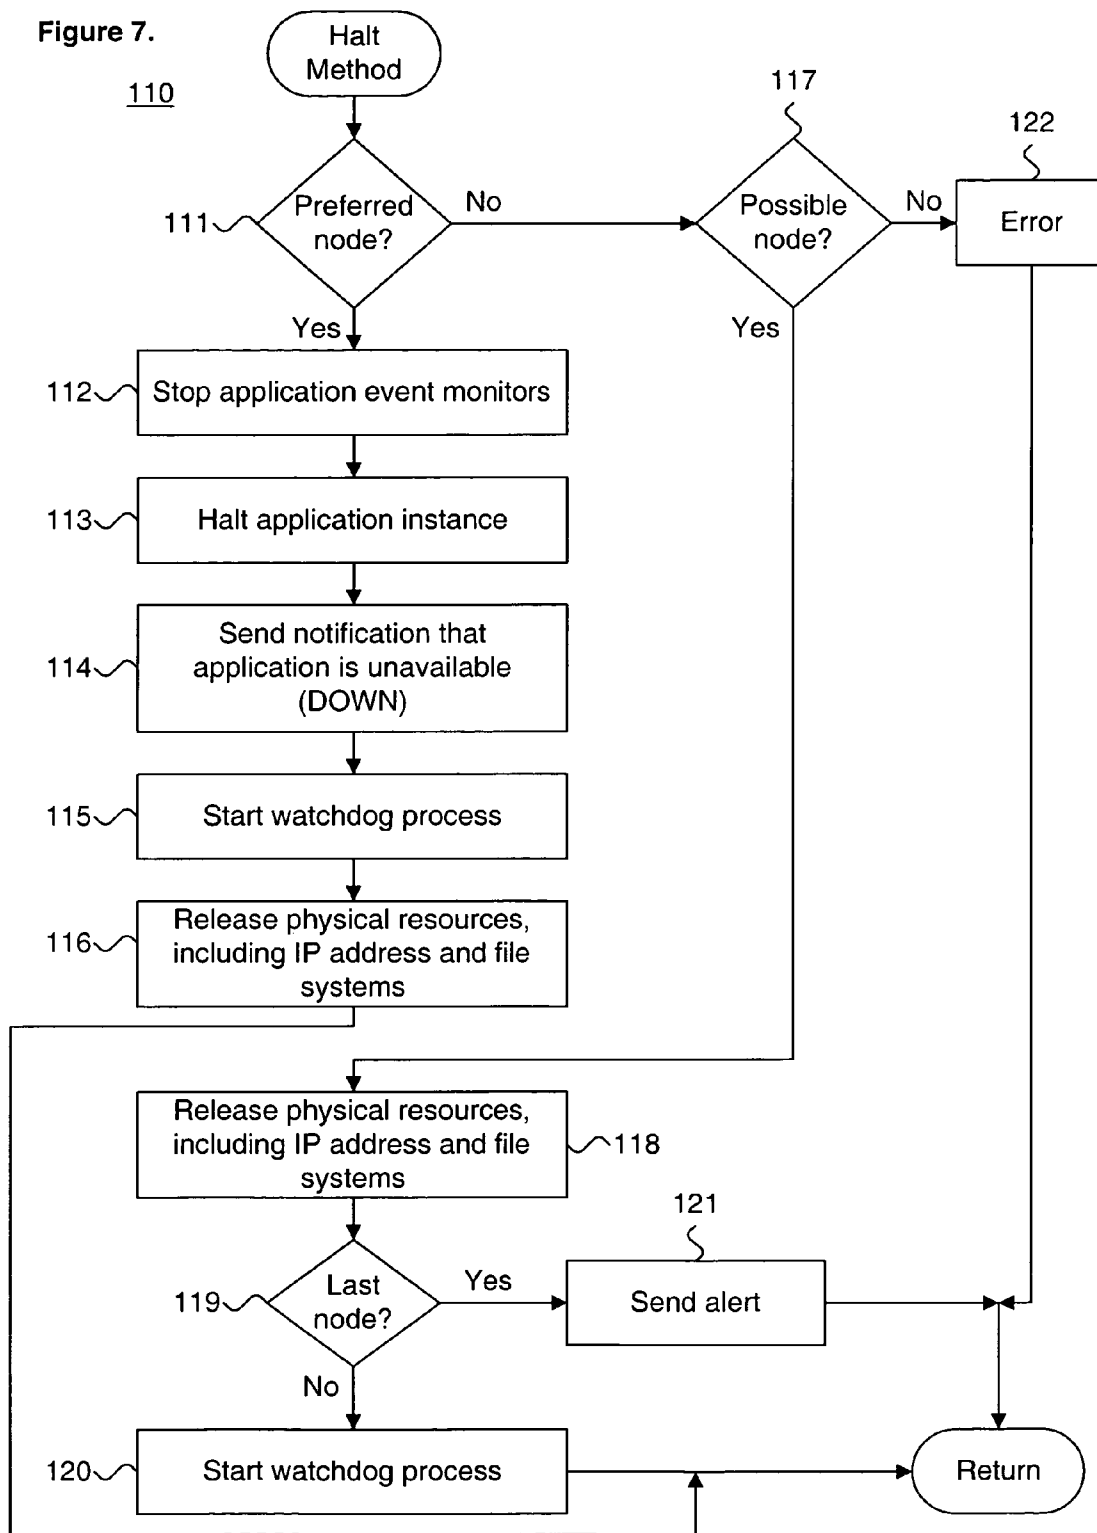 Figure 7.
110
Halt
Method
117
122
111
Preferred
node?
No
Possible
node?
No
Error
Yes
Yes
112
Stop application event monitors
113
Halt application instance
114
Send notification that
application is unavailable
(DOWN)
115
Start watchdog process
116
Release physical resources,
including IP address and file
systems
Release physical resources,
including IP address and file
systems
118
121
119
Last
node?
Yes
Send alert
No
120
Start watchdog process
Return